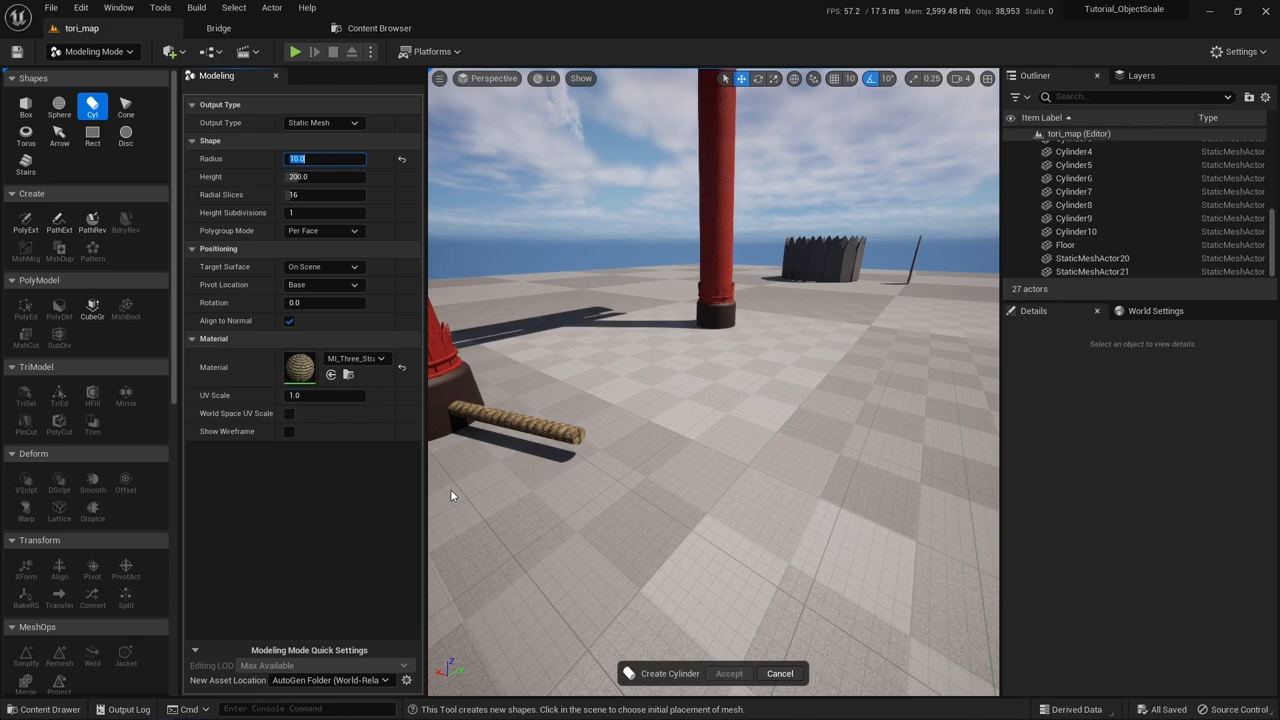 File Edit Window Tools Build Select Actor Help
FPS: 57.2 / 17.5 ms Mem: 2,599.48 mb Objs: 38,953 Stalls: 0
Tutorial_ObjectScale
tori_map
Bridge
Content Browser
Modeling Mode
Platforms
Settings
Shapes
Box Sphere Cyl Cone
Torus Arrow Rect Disc
Stairs
Create
PolyExt PathExt PathRev BdryRev
MshMrg MshDup Pattern
PolyModel
PolyEd PolyDef CubeGr MshBool
MshCut SubDiv
TriModel
TriSel TriEd HFill Mirror
PlnCut PolyCut Trim
Deform
VSclpt DSclpt Smooth Offset
Warp Lattice Displce
Transform
XForm Align Pivot PivotAct
BakeRS Transfer Convert Split
MeshOps
Simplfy Remesh Weld Jacket
Merge Project
Modeling
Output Type
Output Type Static Mesh
Shape
Radius 10.0
Height 200.0
Radial Slices 16
Height Subdivisions 1
Polygroup Mode Per Face
Positioning
Target Surface On Scene
Pivot Location Base
Rotation 0.0
Align to Normal
Material
Material MI_Three_Stra
UV Scale 1.0
World Space UV Scale
Show Wireframe
Modeling Mode Quick Settings
Editing LOD Max Available
New Asset Location AutoGen Folder (World-Rela
Perspective Lit Show
10 10° 0.25 4
Z
X
Y
Create Cylinder Accept Cancel
Outliner Layers
Search...
Item Label Type
tori_map (Editor)
Cylinder4 StaticMeshActor
Cylinder5 StaticMeshActor
Cylinder6 StaticMeshActor
Cylinder7 StaticMeshActor
Cylinder8 StaticMeshActor
Cylinder9 StaticMeshActor
Cylinder10 StaticMeshActor
Floor StaticMeshActor
StaticMeshActor20 StaticMeshActor
StaticMeshActor21 StaticMeshActor
27 actors
Details World Settings
Select an object to view details.
Content Drawer Output Log Cmd Enter Console Command
This Tool creates new shapes. Click in the scene to choose initial placement of mesh.
Derived Data All Saved Source Control